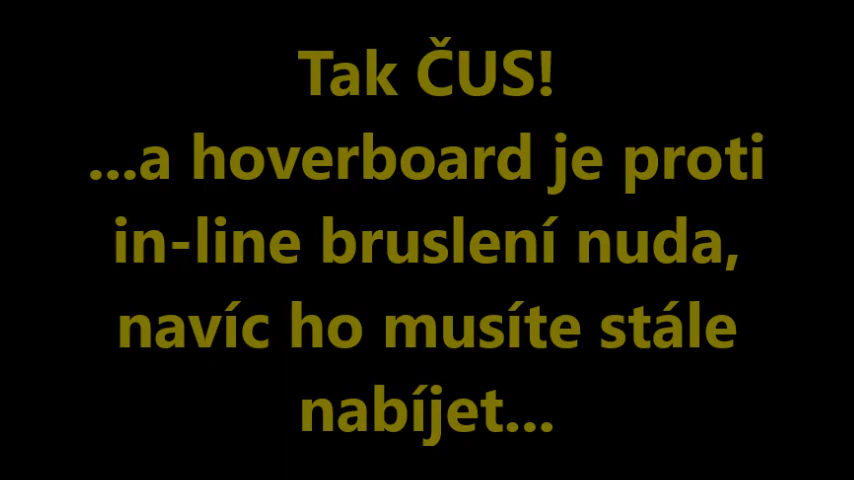 Tak ČUS!
...a hoverboard je proti
in-line bruslení nuda,
navíc ho musíte stále
nabíjet...